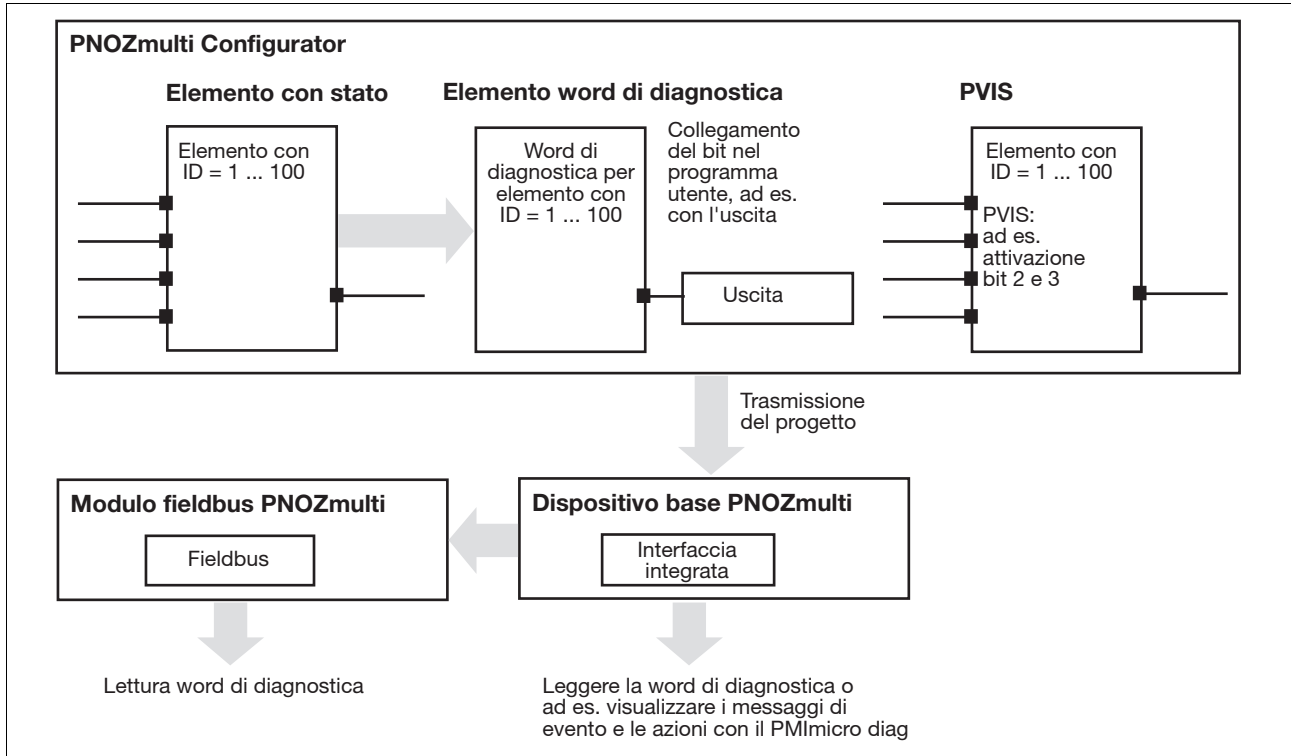 PNOZmulti Configurator
Elemento con stato
Elemento con
ID = 1 ... 100
Elemento word di diagnostica
Word di
diagnostica per
elemento con
ID = 1 ... 100
Collegamento
del bit nel
programma
utente, ad es.
con l'uscita
Uscita
PVIS
Elemento con
ID = 1 ... 100
PVIS:
ad es.
attivazione
bit 2 e 3
Trasmissione
del progetto
Modulo fieldbus PNOZmulti
Fieldbus
Dispositivo base PNOZmulti
Interfaccia
integrata
Lettura word di diagnostica
Leggere la word di diagnostica o
ad es. visualizzare i messaggi di
evento e le azioni con il PMImicro diag